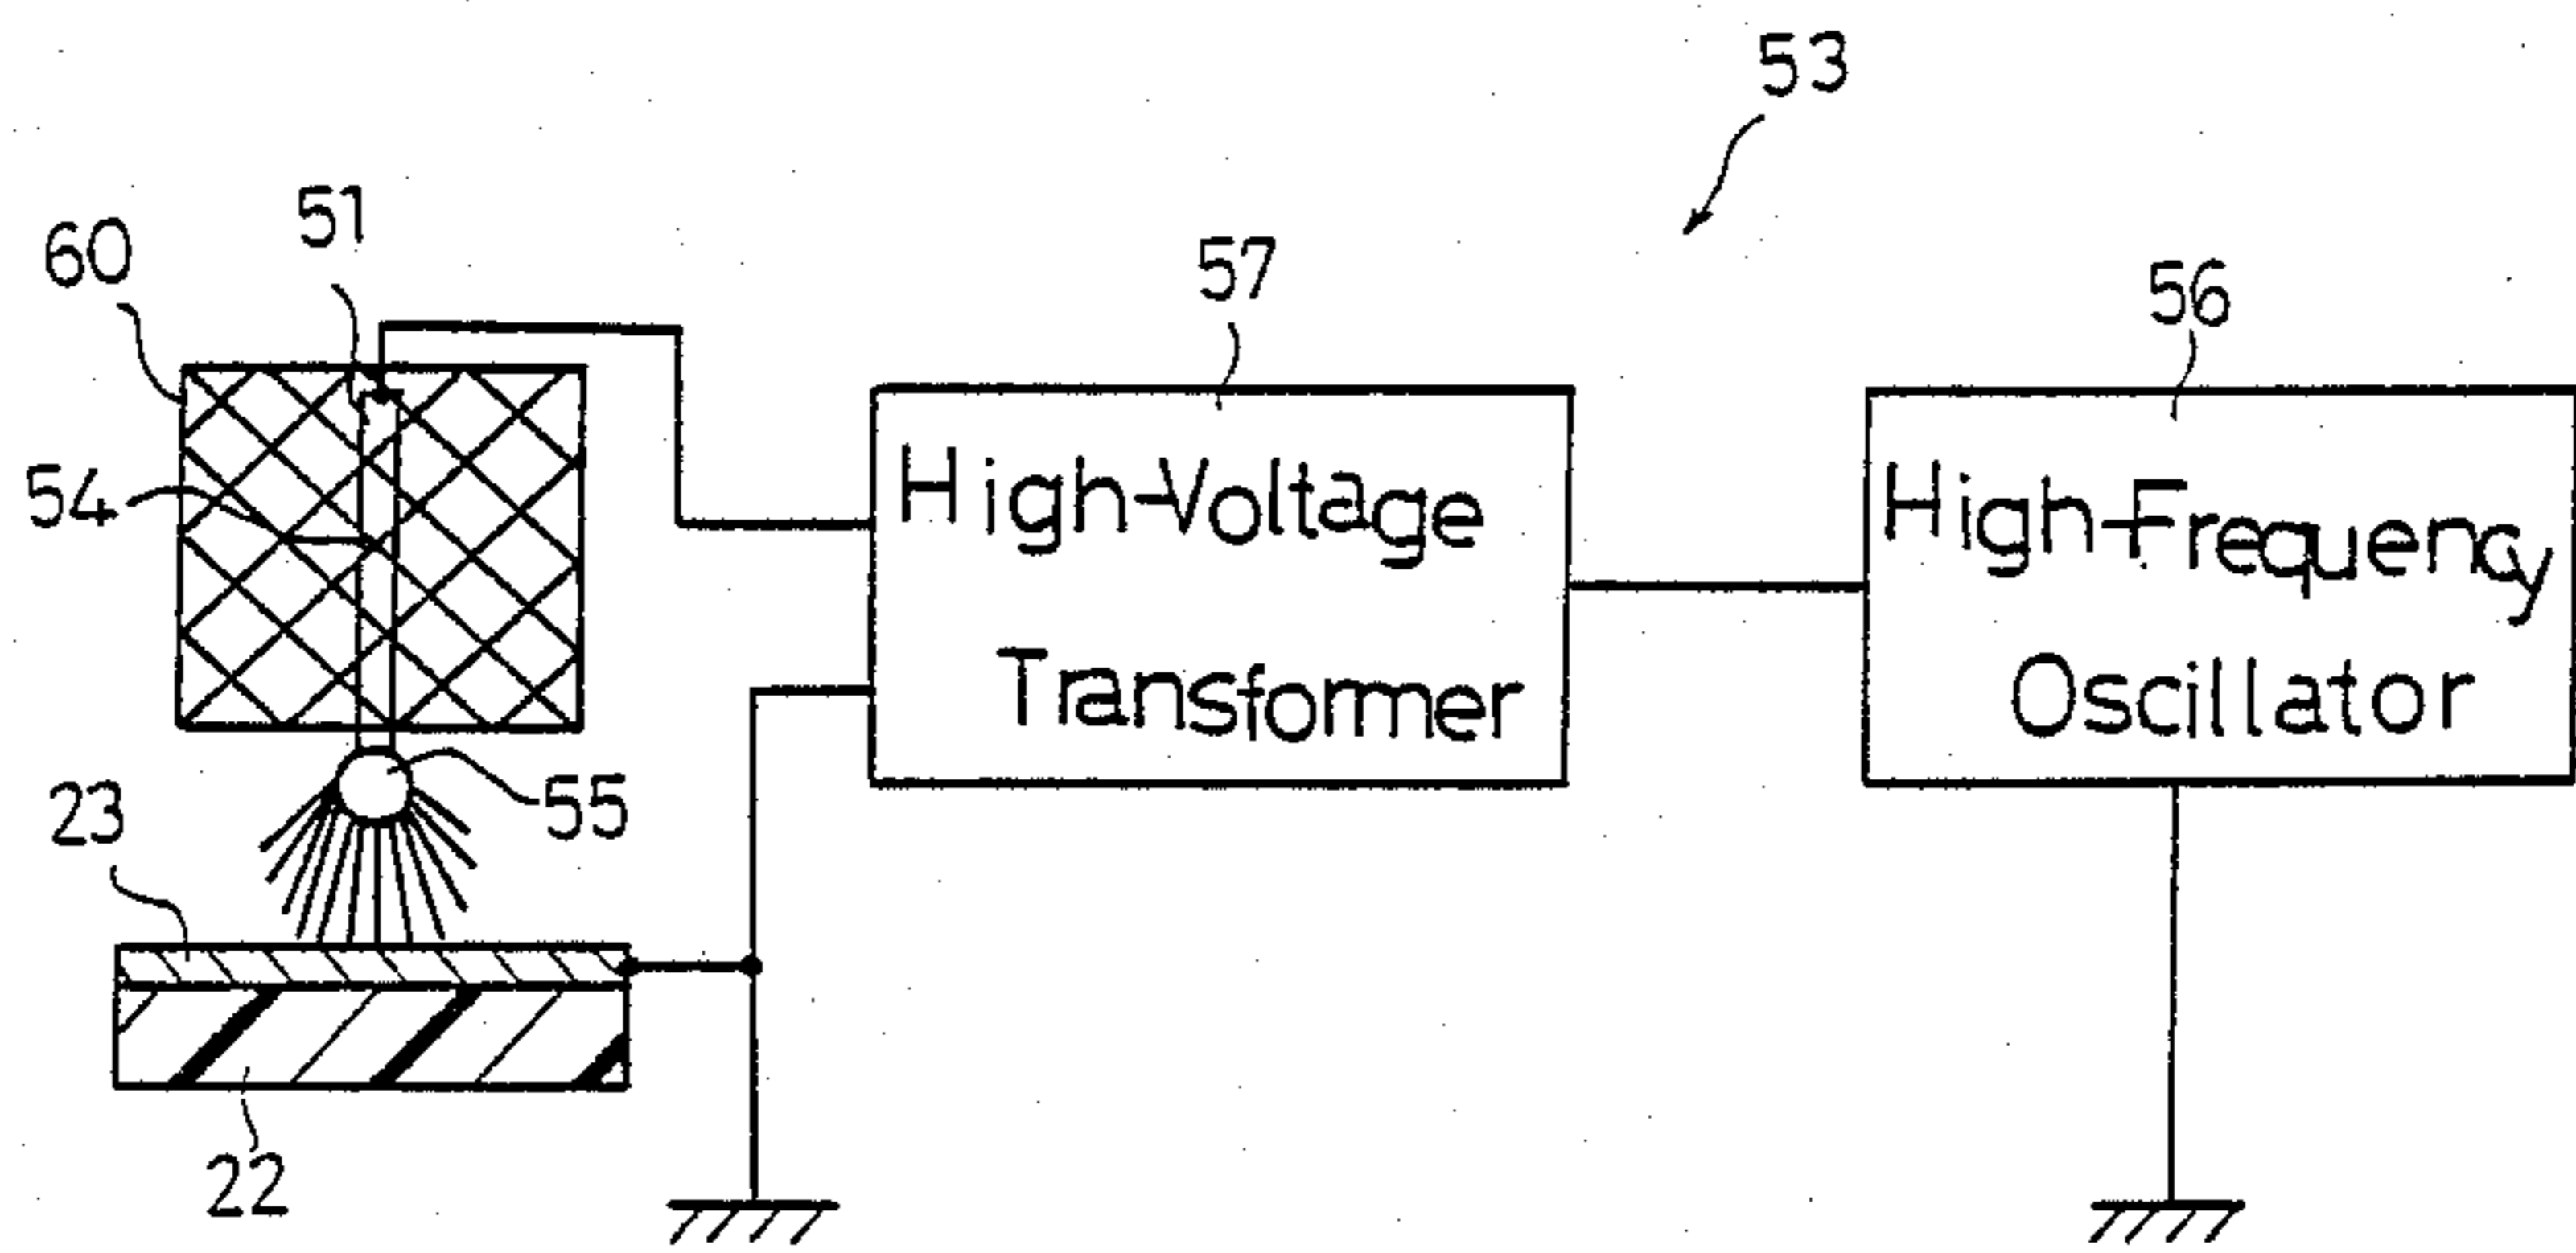 53
51
60
57
56
54
High-Voltage
Transformer
High-Frequency
Oscillator
55
23
22